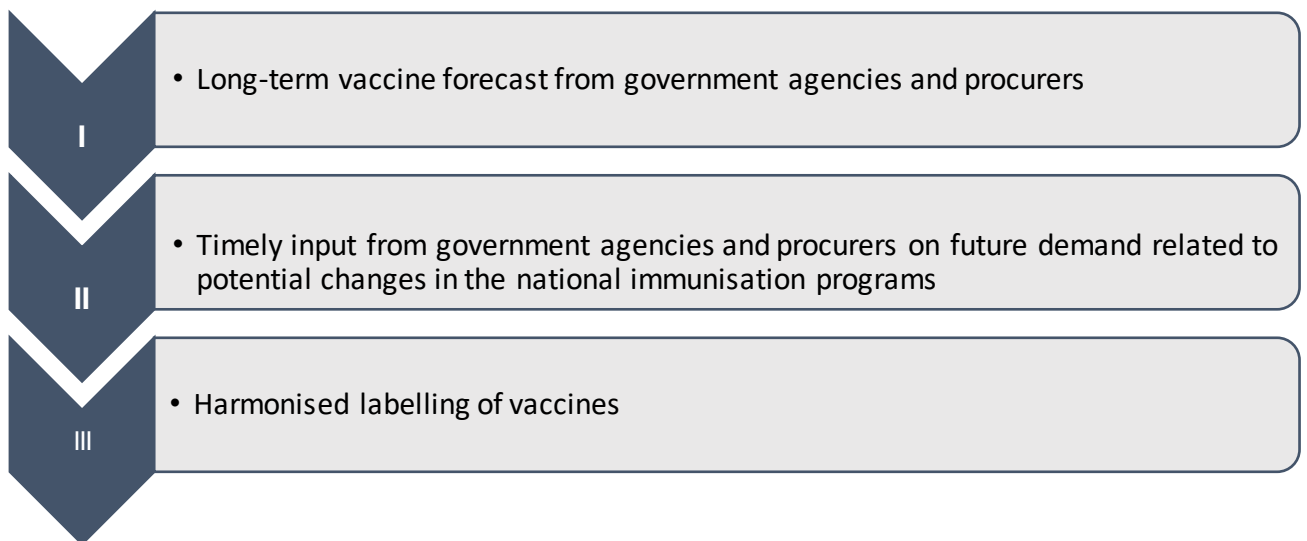 I
• Long-term vaccine forecast from government agencies and procurers
II
• Timely input from government agencies and procurers on future demand related to
potential changes in the national immunisation programs
III
• Harmonised labelling of vaccines